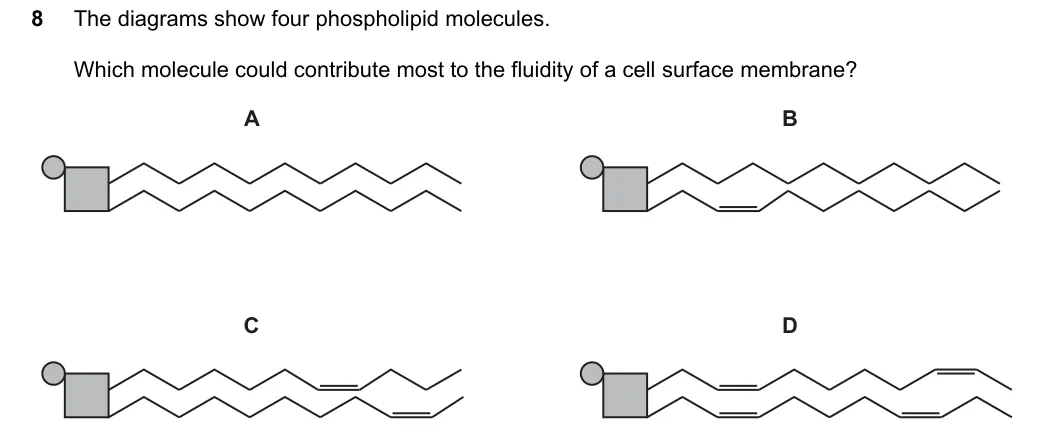 8 The diagrams show four phospholipid molecules.
Which molecule could contribute most to the fluidity of a cell surface membrane?
A B
C D